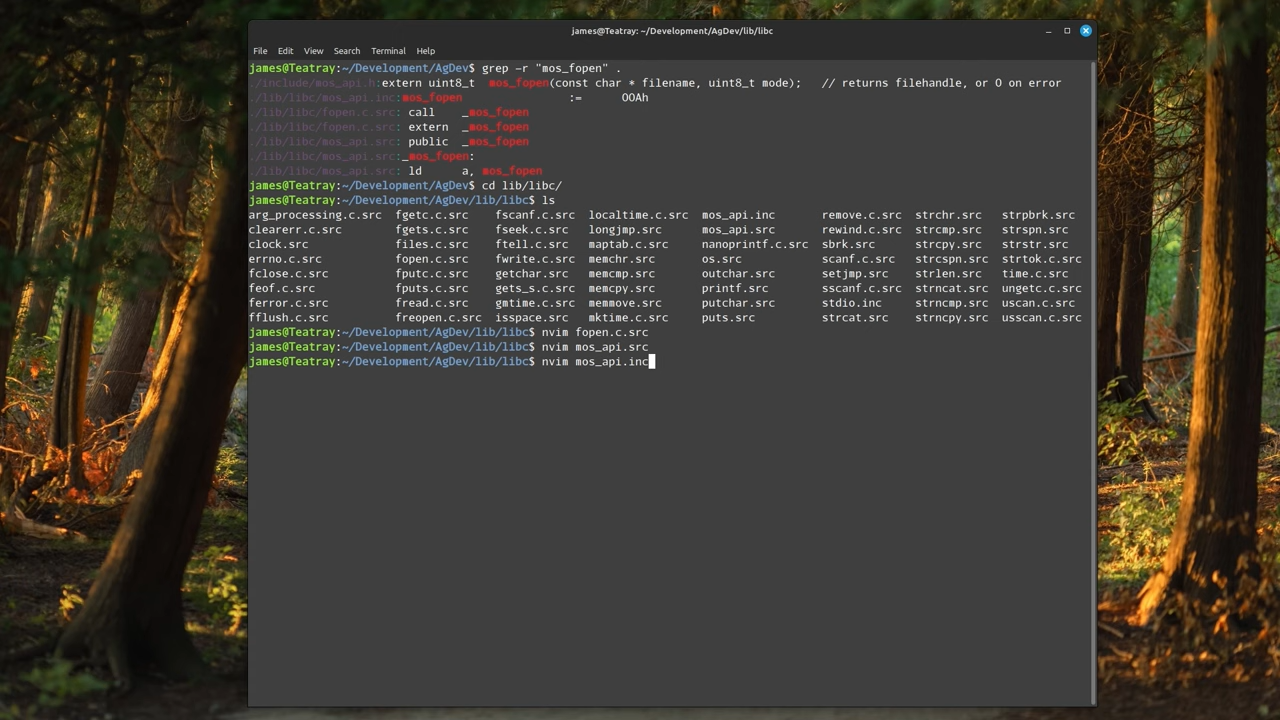 james@Teatray: ~/Development/AgDev/lib/libc
File Edit View Search Terminal Help
james@Teatray:~/Development/AgDev$ grep -r "mos_fopen" .
./include/mos_api.h:extern uint8_t  mos_fopen(const char * filename, uint8_t mode);   // returns filehandle, or 0 on error
./lib/libc/mos_api.inc:mos_fopen                :=      00Ah
./lib/libc/fopen.c.src: call    _mos_fopen
./lib/libc/fopen.c.src: extern  _mos_fopen
./lib/libc/mos_api.src: public  _mos_fopen
./lib/libc/mos_api.src:_mos_fopen:
./lib/libc/mos_api.src: ld      a, mos_fopen
james@Teatray:~/Development/AgDev$ cd lib/libc/
james@Teatray:~/Development/AgDev/lib/libc$ ls
arg_processing.c.src  fgetc.c.src    fscanf.c.src  localtime.c.src  mos_api.inc       remove.c.src  strchr.src   strpbrk.src
clearerr.c.src        fgets.c.src    fseek.c.src   longjmp.src      mos_api.src       rewind.c.src  strcmp.src   strspn.src
clock.src             files.c.src    ftell.c.src   maptab.c.src     nanoprintf.c.src  sbrk.src      strcpy.src   strstr.src
errno.c.src           fopen.c.src    fwrite.c.src  memchr.src       os.src            scanf.c.src   strcspn.src  strtok.c.src
fclose.c.src          fputc.c.src    getchar.src   memcmp.src       outchar.src       setjmp.src    strlen.src   time.c.src
feof.c.src            fputs.c.src    gets_s.c.src  memcpy.src       printf.src        sscanf.c.src  strncat.src  ungetc.c.src
ferror.c.src          fread.c.src    gmtime.c.src  memmove.src      putchar.src       stdio.inc     strncmp.src  uscan.c.src
fflush.c.src          freopen.c.src  isspace.src   mktime.c.src     puts.src          strcat.src    strncpy.src  usscan.c.src
james@Teatray:~/Development/AgDev/lib/libc$ nvim fopen.c.src
james@Teatray:~/Development/AgDev/lib/libc$ nvim mos_api.src
james@Teatray:~/Development/AgDev/lib/libc$ nvim mos_api.inc